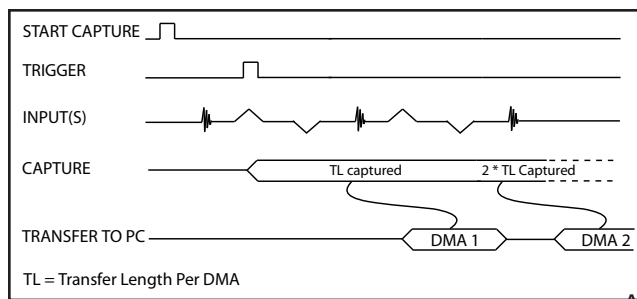 START CAPTURE
TRIGGER
INPUT(S)
CAPTURE
TL captured
2 * TL Captured
TRANSFER TO PC
DMA 1
DMA 2
TL = Transfer Length Per DMA